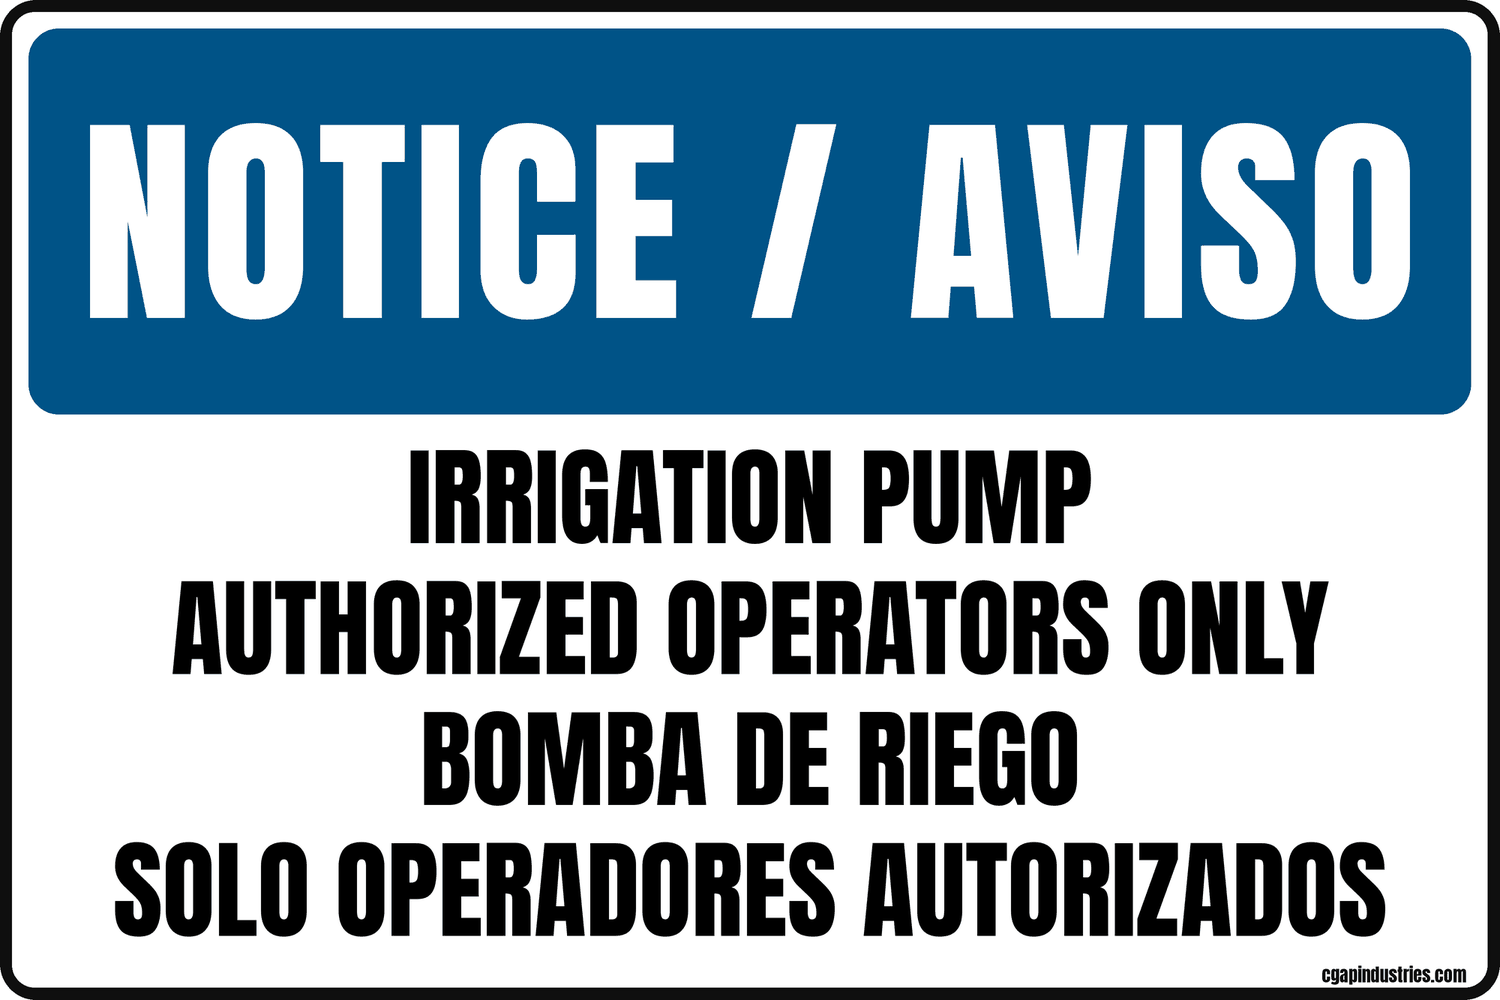 NOTICE / AVISO
IRRIGATION PUMP
AUTHORIZED OPERATORS ONLY
BOMBA DE RIEGO
SOLO OPERADORES AUTORIZADOS
cgapindustries.com